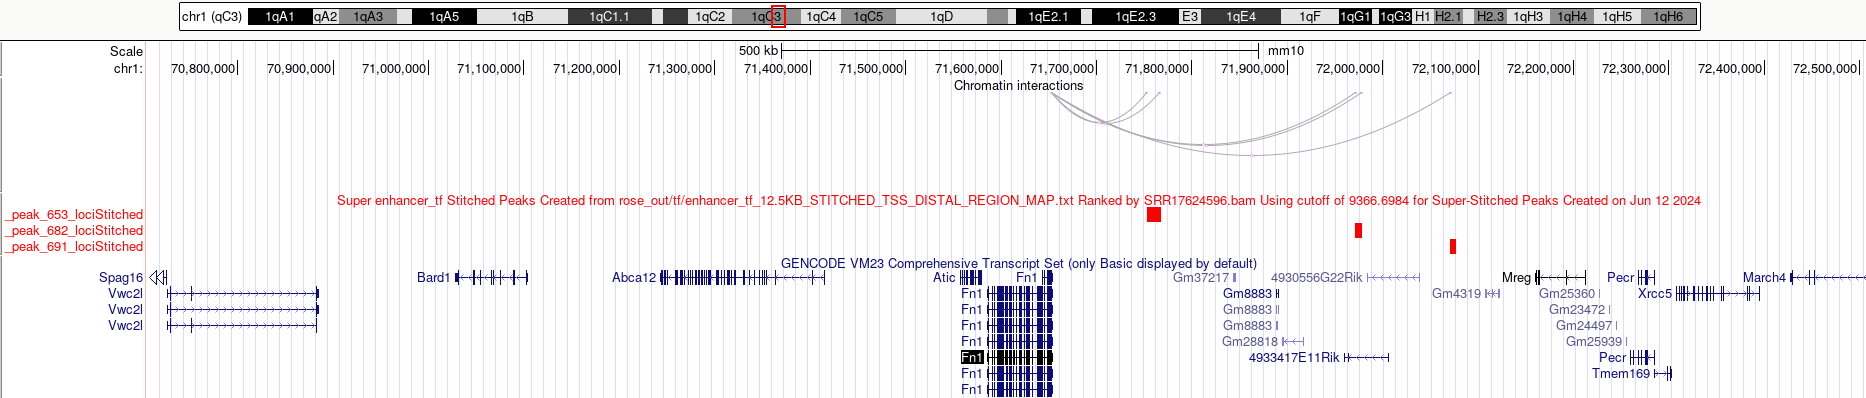 chr1 (qC3) 1qA1 qA2 1qA3 1qA5 1qB 1qC1.1 1qC2 1qC3 1qC4 1qC5 1qD 1qE2.1 1qE2.3 E3 1qE4 1qF 1qG1 1qG3 H1 H2.1 H2.3 1qH3 1qH4 1qH5 1qH6
Scale 500 kb mm10
chr1: 70,800,000 70,900,000 71,000,000 71,100,000 71,200,000 71,300,000 71,400,000 71,500,000 71,600,000 71,700,000 71,800,000 71,900,000 72,000,000 72,100,000 72,200,000 72,300,000 72,400,000 72,500,000
Chromatin interactions
Super enhancer_tf Stitched Peaks Created from rose_out/tf/enhancer_tf_12.5KB_STITCHED_TSS_DISTAL_REGION_MAP.txt Ranked by SRR17624596.bam Using cutoff of 9366.6984 for Super-Stitched Peaks Created on Jun 12 2024
_peak_653_lociStitched
_peak_682_lociStitched
_peak_691_lociStitched
GENCODE VM23 Comprehensive Transcript Set (only Basic displayed by default)
Spag16 Bard1 Abca12 Atic Fn1 Gm37217 4930556G22Rik Mreg Pecr March4
Vwc2l Fn1 Gm8883 Gm4319 Gm25360 Xrcc5
Vwc2l Fn1 Gm8883 Gm23472
Vwc2l Fn1 Gm8883 Gm24497
Fn1 Gm28818 Gm25939
Fn1 4933417E11Rik Pecr
Fn1 Tmem169
Fn1